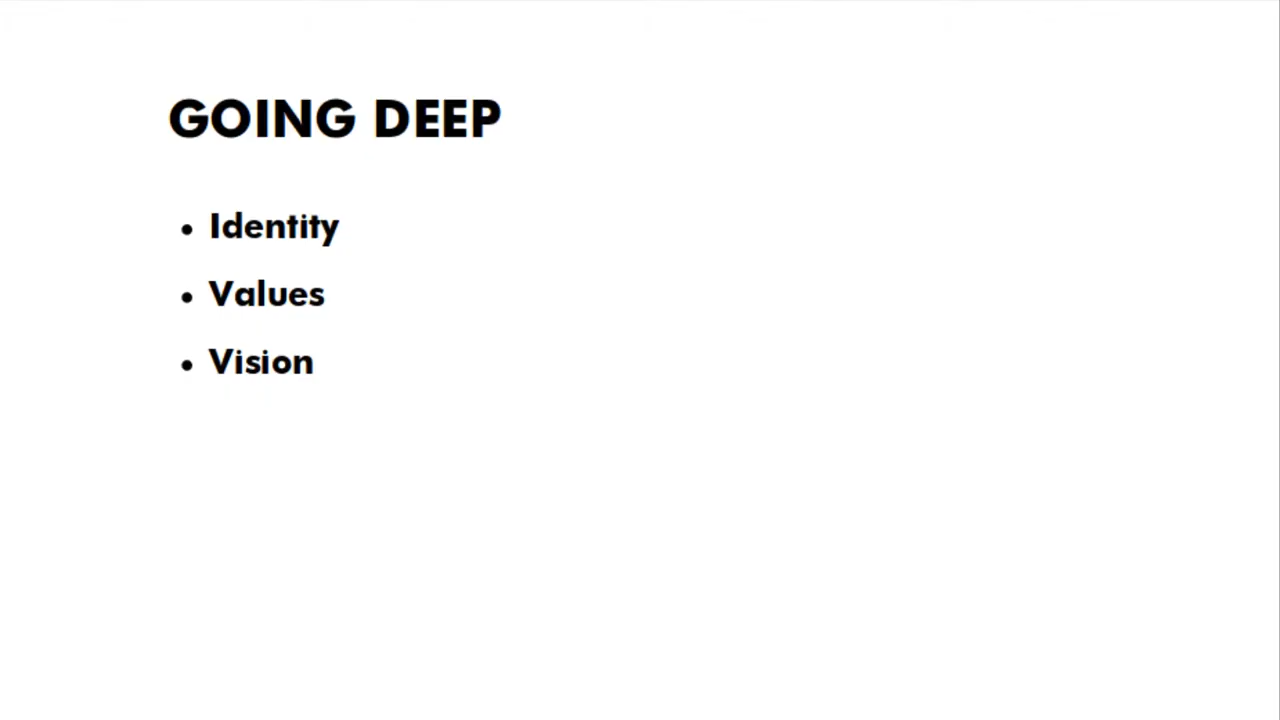 GOING DEEP
• Identity
• Values
• Vision